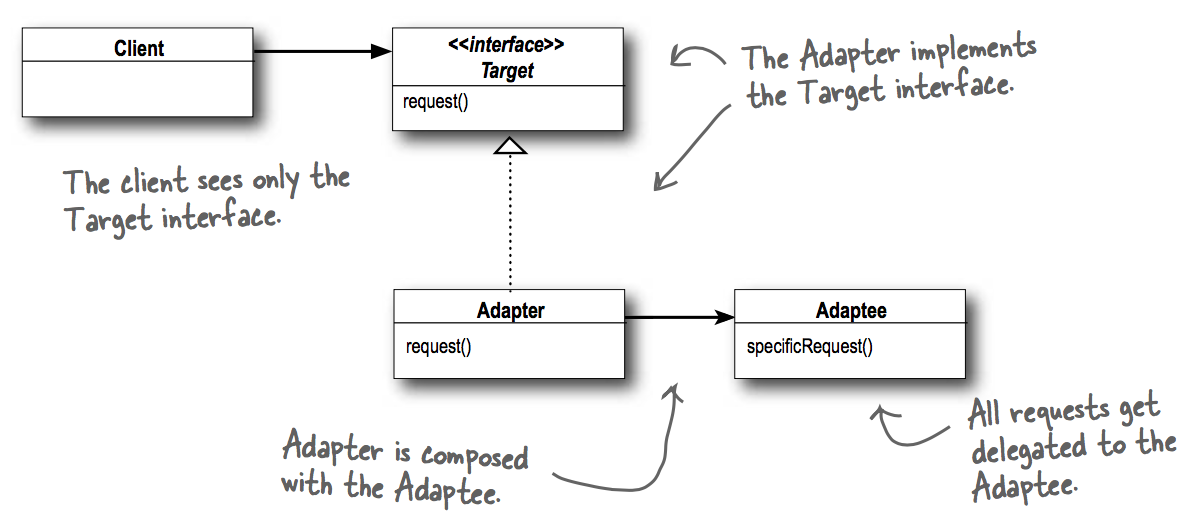 Client
<<interface>>
Target
request()
The Adapter implements
the Target interface.
The client sees only the
Target interface.
Adapter
request()
Adaptee
specificRequest()
Adapter is composed
with the Adaptee.
All requests get
delegated to the
Adaptee.